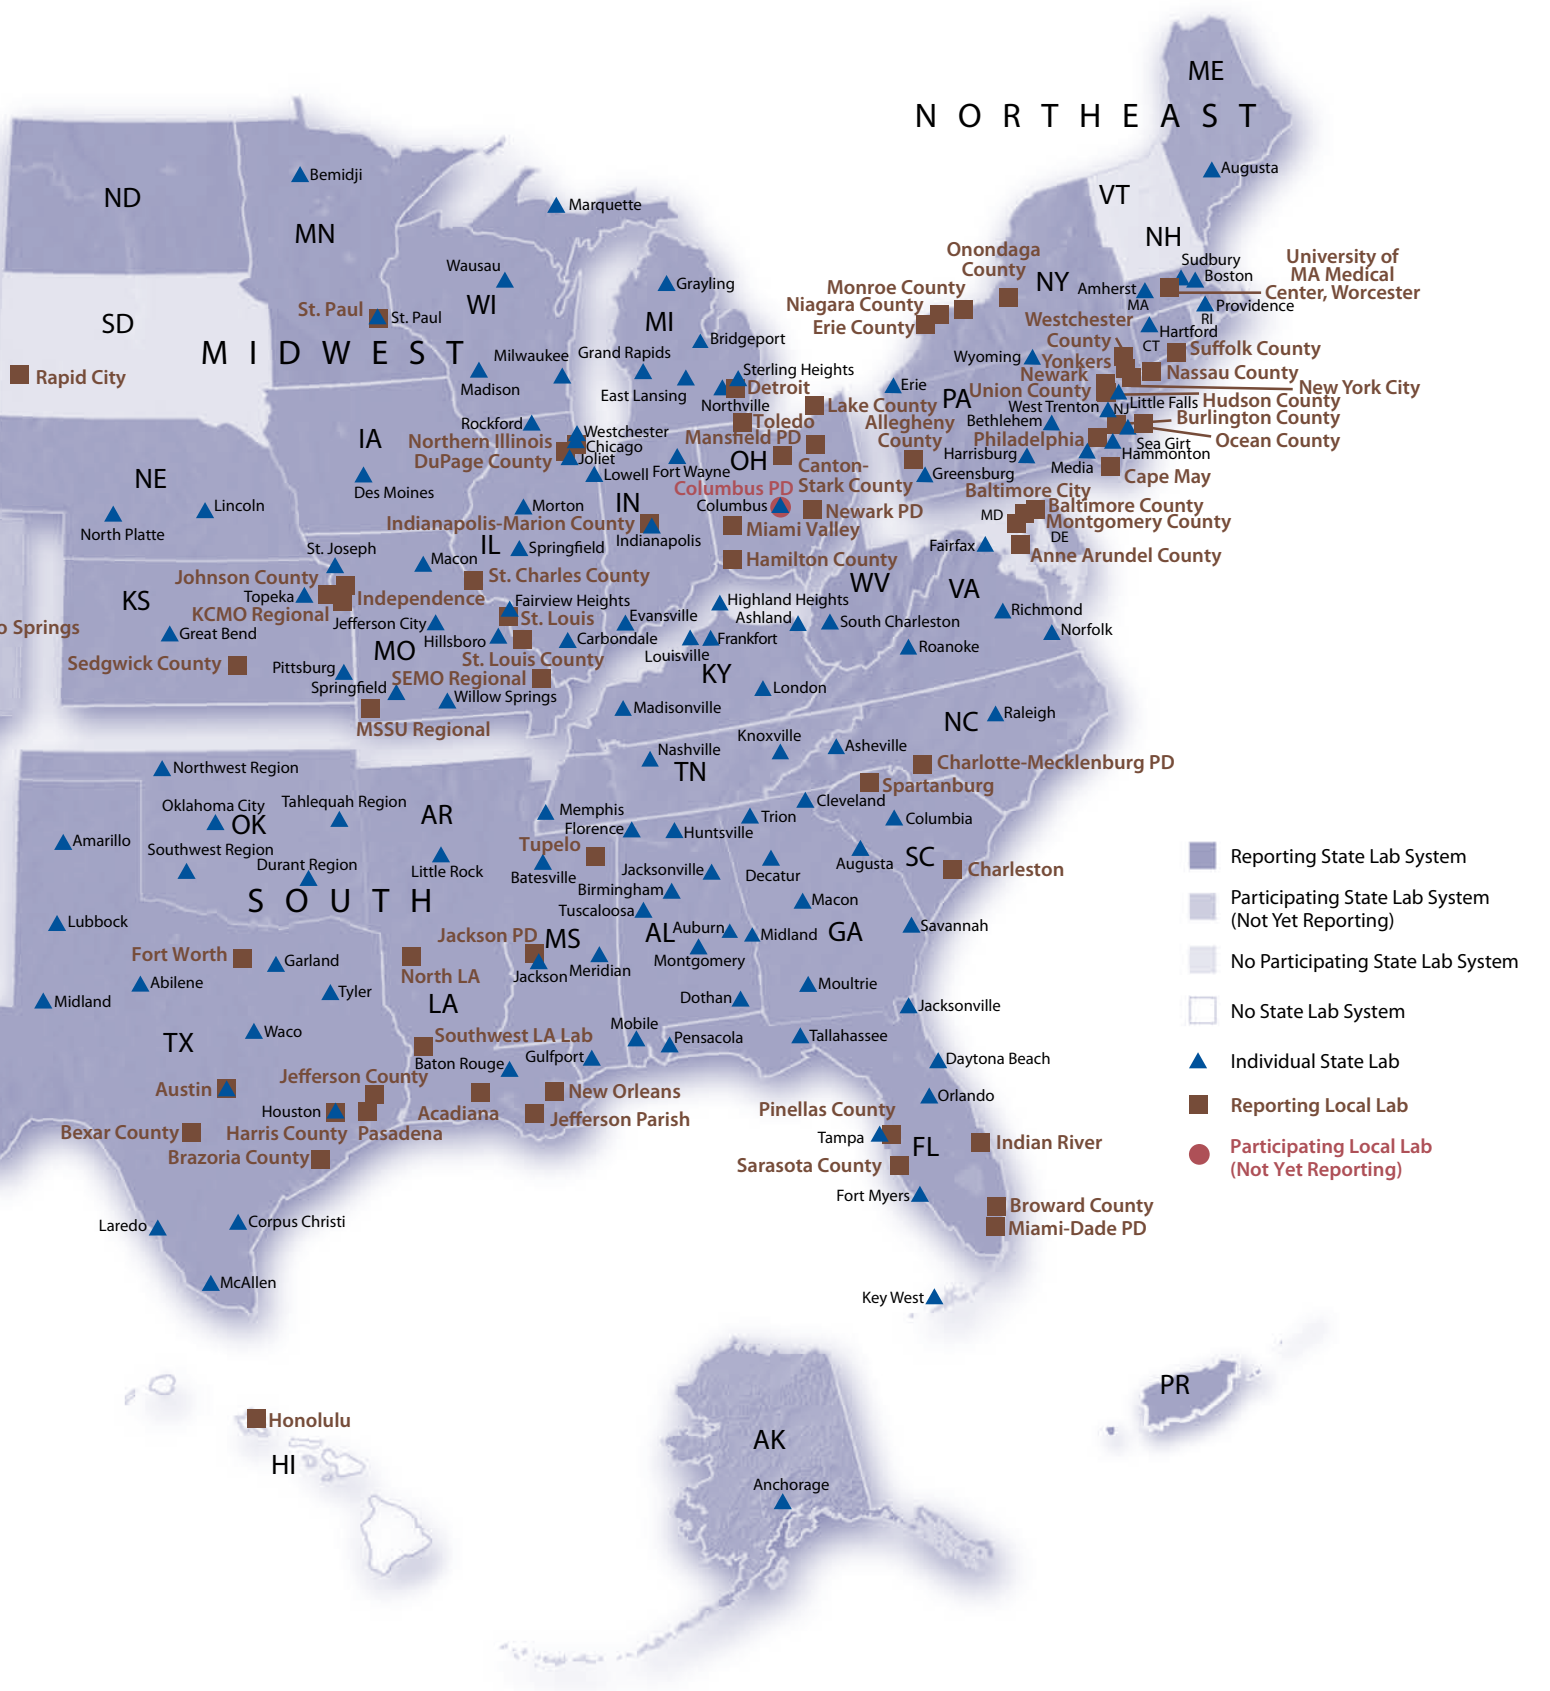 ME
NORTHEAST
Augusta
VT
NH
ND
Bemidji
MN
Marquette
Wausau
WI
St. Paul
St. Paul
SD
MIDWEST
Rapid City
Grayling
MI
Bridgeport
Milwaukee
Grand Rapids
Madison
East Lansing
Sterling Heights
Detroit
Northville
Onondaga
County
NY
Monroe County
Niagara County
Erie County
Sudbury
Boston
Amherst
MA
University of
MA Medical
Center, Worcester
Providence
RI
Hartford
CT
Westchester
County
Suffolk County
Wyoming
Yonkers
Nassau County
Newark
Union County
New York City
Little Falls
Hudson County
West Trenton
NJ
Burlington County
Bethlehem
Ocean County
Philadelphia
Sea Girt
Harrisburg
Hammonton
Media
Cape May
Erie
PA
Lake County
Allegheny
County
Greensburg
Toledo
Mansfield PD
OH
Canton-
Stark County
Columbus PD
Columbus
Newark PD
Miami Valley
Hamilton County
Baltimore City
Baltimore County
MD
Montgomery County
DE
Anne Arundel County
Fairfax
IA
Des Moines
Rockford
Northern Illinois
DuPage County
Westchester
Chicago
Joliet
Lowell
Fort Wayne
NE
North Platte
Lincoln
Morton
IN
Indianapolis-Marion County
Indianapolis
IL
Springfield
St. Joseph
Macon
Johnson County
Topeka
KCMO Regional
Independence
St. Charles County
KS
Great Bend
o Springs
Jefferson City
Fairview Heights
St. Louis
Hillsboro
Carbondale
Evansville
MO
St. Louis County
Sedgwick County
Pittsburg
SEMO Regional
Springfield
Willow Springs
MSSU Regional
Highland Heights
Ashland
South Charleston
WV
VA
Richmond
Norfolk
Roanoke
Louisville
Frankfort
KY
London
Madisonville
NC
Raleigh
Knoxville
Asheville
Nashville
TN
Charlotte-Mecklenburg PD
Spartanburg
Northwest Region
Oklahoma City
Tahlequah Region
OK
AR
Amarillo
Southwest Region
Durant Region
Little Rock
Memphis
Florence
Huntsville
Trion
Cleveland
Columbia
Tupelo
Batesville
Jacksonville
Decatur
Augusta
SC
Charleston
Birmingham
SOUTH
Tuscaloosa
Macon
Lubbock
Jackson PD
MS
AL
Auburn
Midland
GA
Savannah
Fort Worth
Garland
North LA
Jackson
Meridian
Montgomery
Abilene
Tyler
Midland
LA
Dothan
Moultrie
Jacksonville
TX
Waco
Southwest LA Lab
Mobile
Pensacola
Tallahassee
Baton Rouge
Gulfport
Daytona Beach
Austin
Jefferson County
Houston
Acadiana
New Orleans
Jefferson Parish
Orlando
Bexar County
Harris County
Pasadena
Brazoria County
Pinellas County
Tampa
FL
Indian River
Sarasota County
Fort Myers
Laredo
Corpus Christi
Broward County
Miami-Dade PD
McAllen
Key West
Reporting State Lab System
Participating State Lab System
(Not Yet Reporting)
No Participating State Lab System
No State Lab System
Individual State Lab
Reporting Local Lab
Participating Local Lab
(Not Yet Reporting)
Honolulu
HI
AK
Anchorage
PR